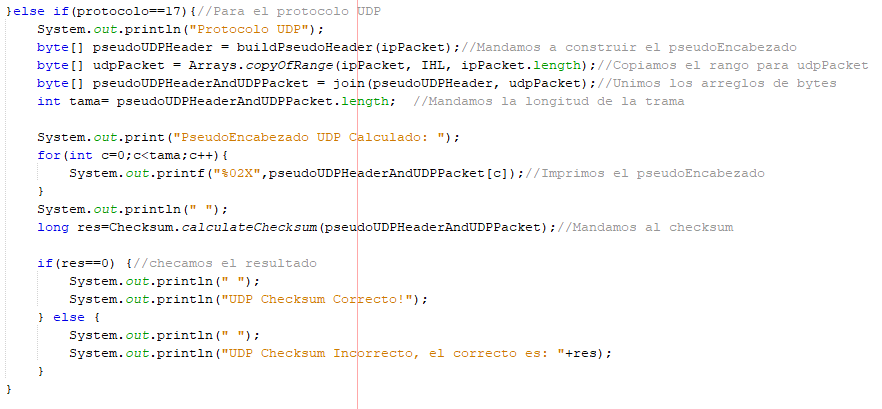 }else if(protocolo==17){//Para el protocolo UDP
System.out.println("Protocolo UDP");
byte[] pseudoUDPHeader = buildPseudoHeader(ipPacket);//Mandamos a construir el pseudoEncabezado
byte[] udpPacket = Arrays.copyOfRange(ipPacket, IHL, ipPacket.length);//Copiamos el rango para udpPacket
byte[] pseudoUDPHeaderAndUDPPacket = join(pseudoUDPHeader, udpPacket);//Unimos los arreglos de bytes
int tama= pseudoUDPHeaderAndUDPPacket.length;  //Mandamos la longitud de la trama
System.out.print("PseudoEncabezado UDP Calculado: ");
for(int c=0;c<tama;c++){
System.out.printf("%02X",pseudoUDPHeaderAndUDPPacket[c]);//Imprimos el pseudoEncabezado
}
System.out.println(" ");
long res=Checksum.calculateChecksum(pseudoUDPHeaderAndUDPPacket);//Mandamos al checksum
if(res==0) {//checamos el resultado
System.out.println(" ");
System.out.println("UDP Checksum Correcto!");
} else {
System.out.println(" ");
System.out.println("UDP Checksum Incorrecto, el correcto es: "+res);
}
}